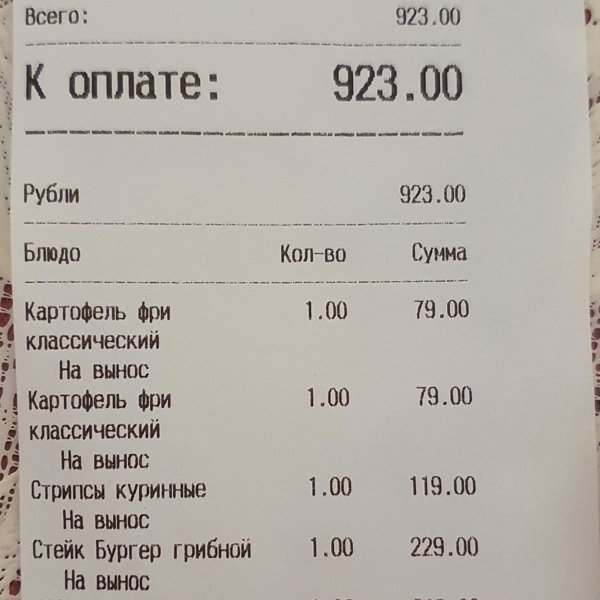 Всего: 923.00
К оплате: 923.00
Рубли 923.00
Блюдо Кол-во Сумма
Картофель фри 1.00 79.00
классический
На вынос
Картофель фри 1.00 79.00
классический
На вынос
Стрипсы куринные 1.00 119.00
На вынос
Стейк Бургер грибной 1.00 229.00
На вынос